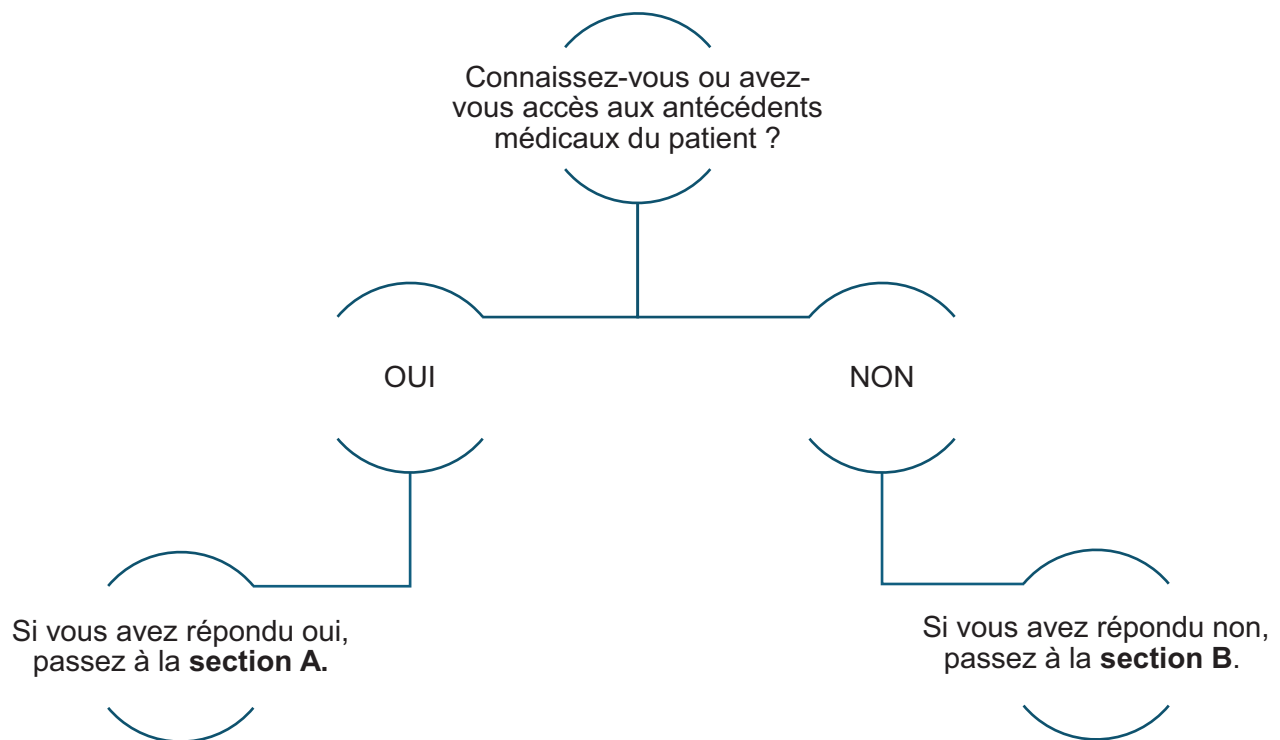 Connaissez-vous ou avez-
vous accès aux antécédents
médicaux du patient ?
OUI
NON
Si vous avez répondu oui,
passez à la section A.
Si vous avez répondu non,
passez à la section B.